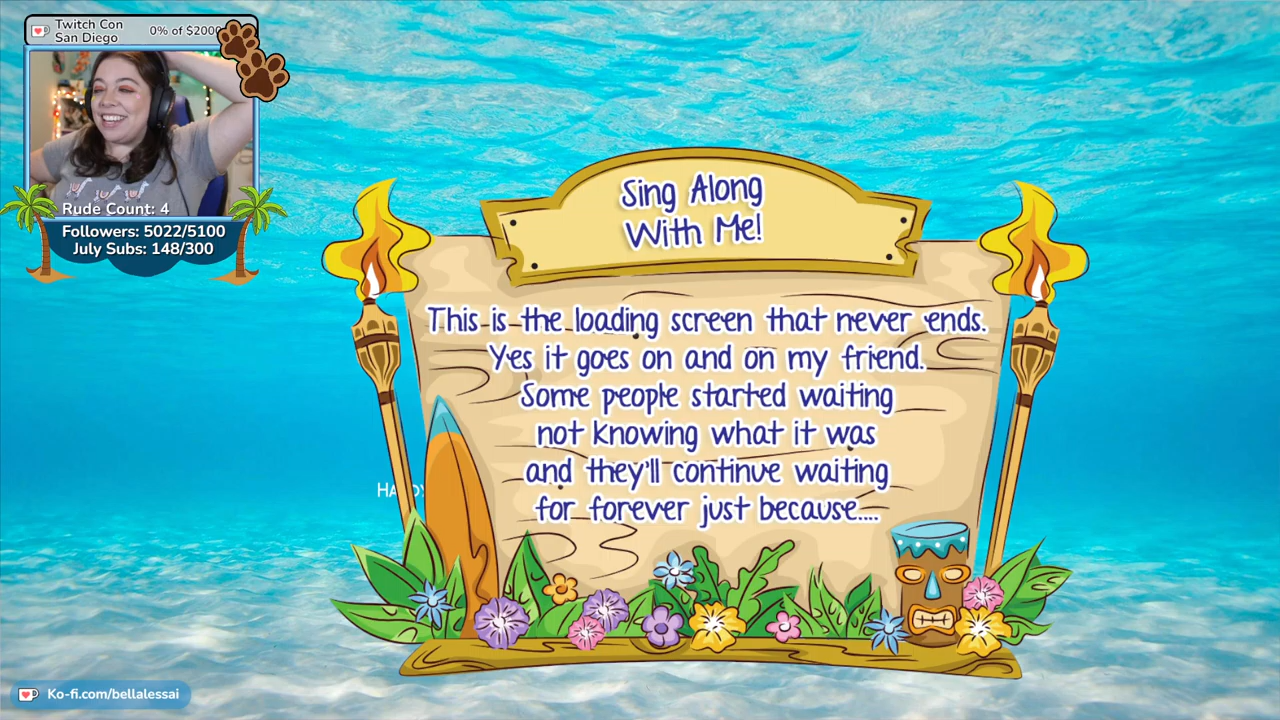 Twitch Con
San Diego
0% of $2000
Rude Count: 4
Followers: 5022/5100
July Subs: 148/300
Sing Along
With Me!
This is the loading screen that never ends.
Yes it goes on and on my friend.
Some people started waiting
not knowing what it was
and they'll continue waiting
for forever just because....
Ko-fi.com/bellalessai